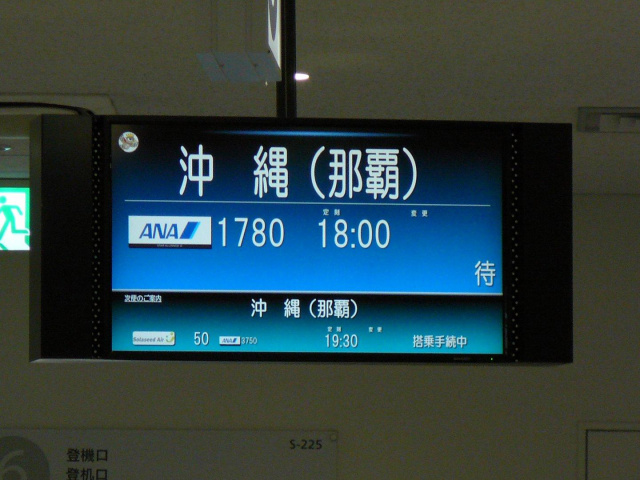 沖縄(那覇)
定刻 変更
ANA 1780 18:00
待
次便のご案内
沖縄(那覇)
定刻 変更
Solaseed Air 50 ANA 3750 19:30 搭乗手続中
S-225
6 登機口
登机口